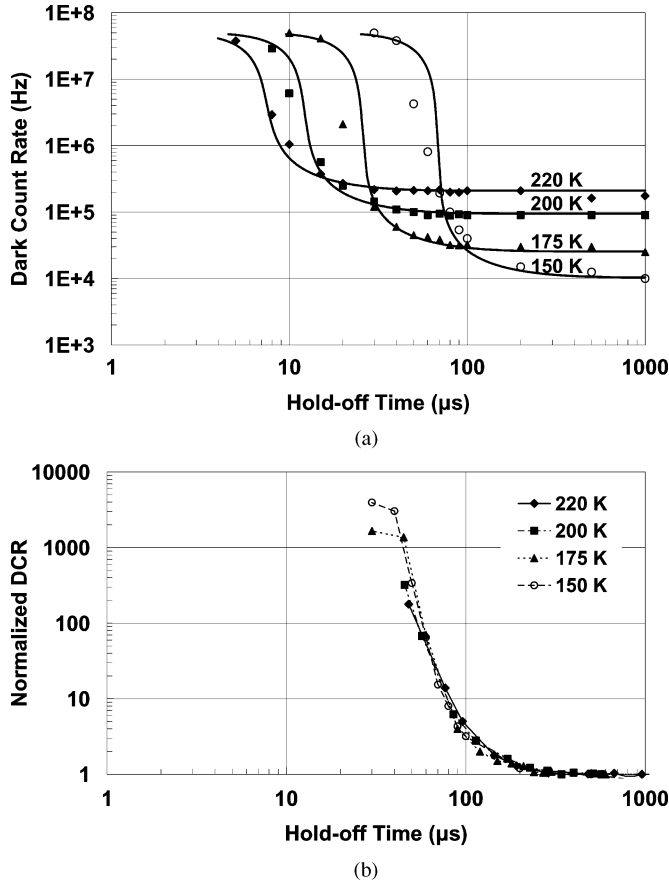 1E+8
1E+7
1E+6
1E+5
1E+4
1E+3
Dark Count Rate (Hz)
220 K
200 K
175 K
150 K
1 10 100 1000
Hold-off Time (µs)
(a)
10000
1000
100
10
1
Normalized DCR
220 K
200 K
175 K
150 K
1 10 100 1000
Hold-off Time (µs)
(b)